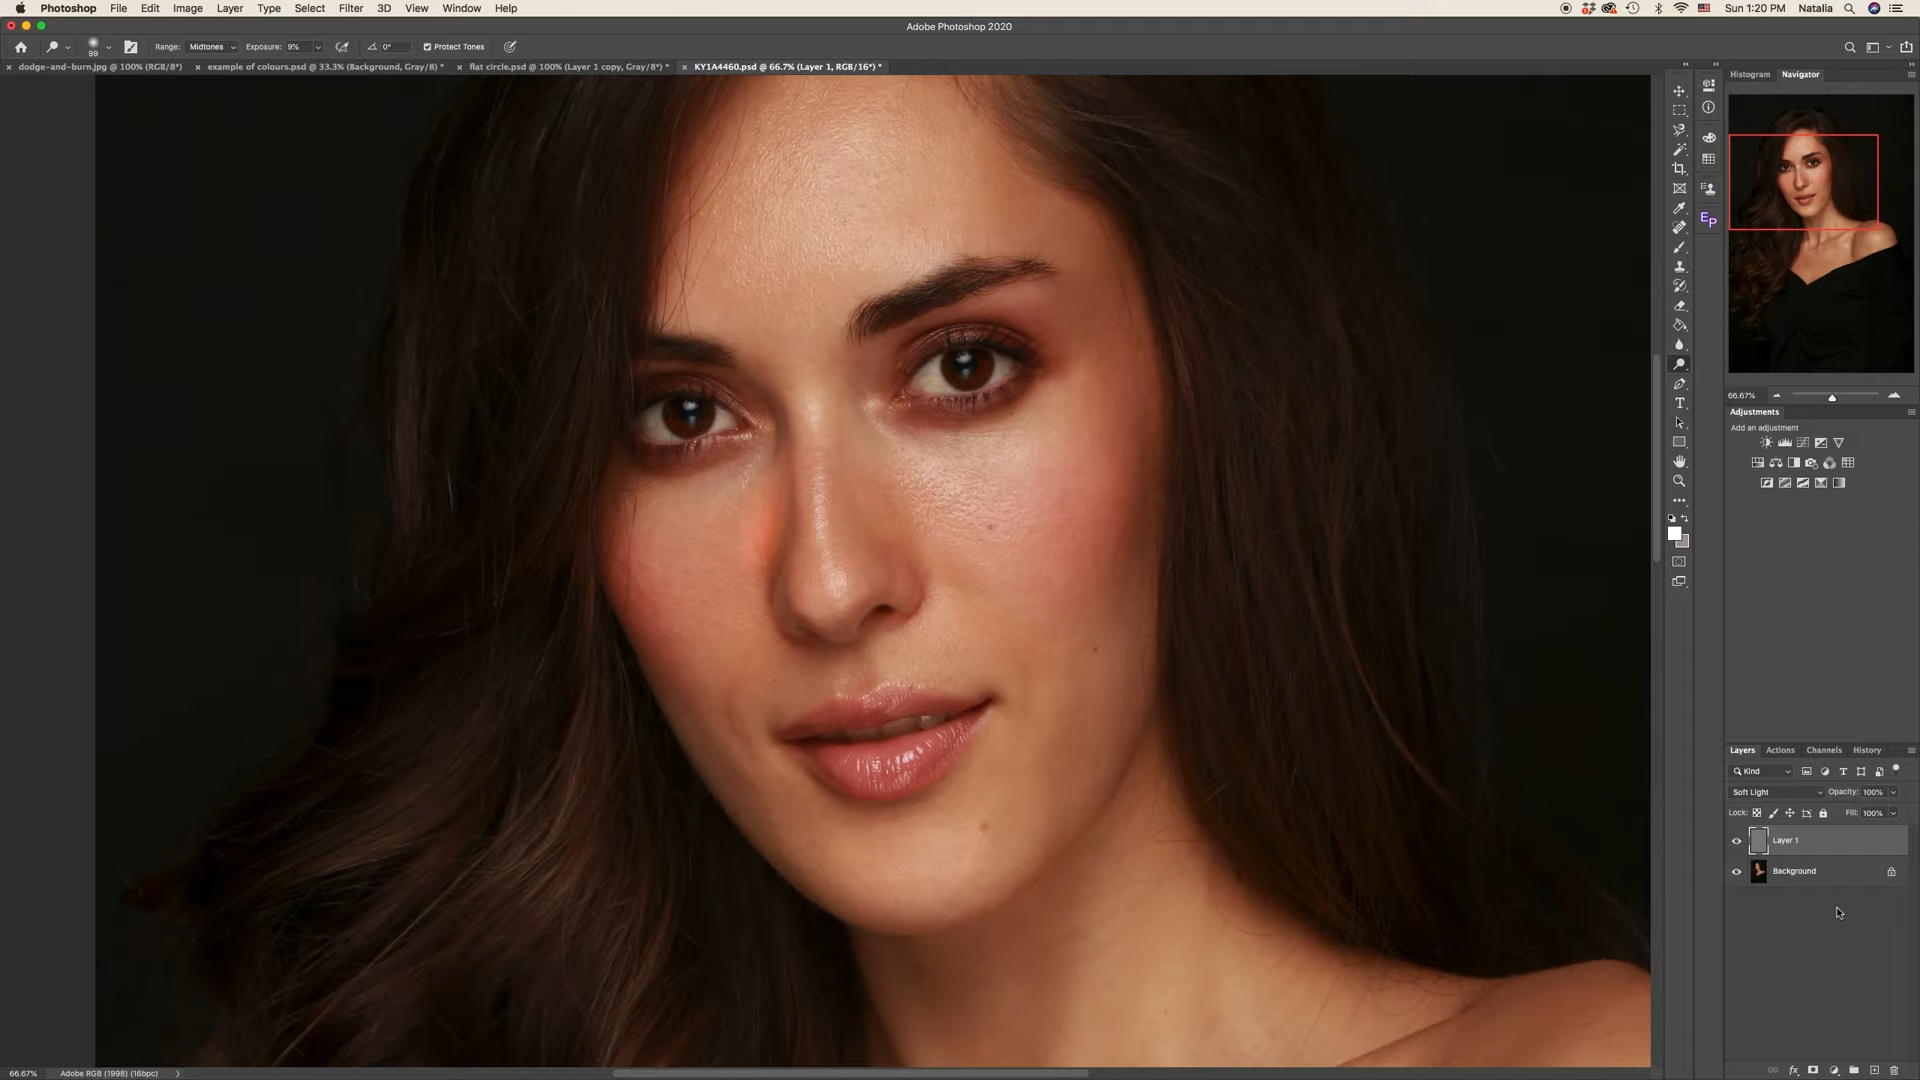 Photoshop File Edit Image Layer Type Select Filter 3D View Window Help Sun 1:20 PM Natalia
Adobe Photoshop 2020
99 Range: Midtones Exposure: 9% 0° Protect Tones
dodge-and-burn.jpg @ 100% (RGB/8*) example of colours.psd @ 33.3% (Background, Gray/8) * flat circle.psd @ 100% (Layer 1 copy, Gray/8*) * KY1A4460.psd @ 66.7% (Layer 1, RGB/16*) *
Histogram Navigator
EP
66.67%
Adjustments
Add an adjustment
T
Layers Actions Channels History
Kind
Soft Light Opacity: 100%
Lock: Fill: 100%
Layer 1
Background
66.67% Adobe RGB (1998) (16bpc)
fx